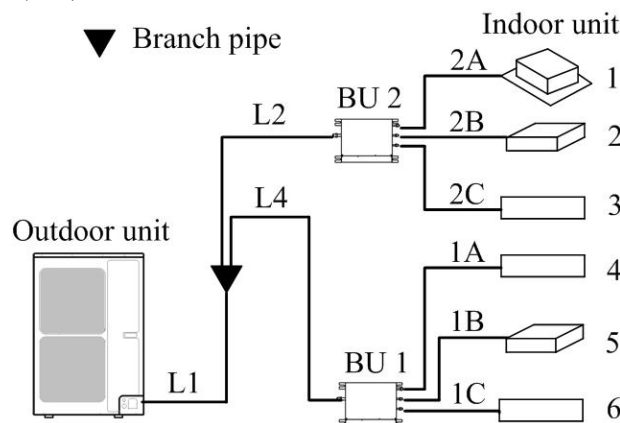 Branch pipe
Indoor unit
2A
1
BU 2
L2
2B
2
2C
3
L4
Outdoor unit
1A
4
1B
5
BU 1
L1
1C
6